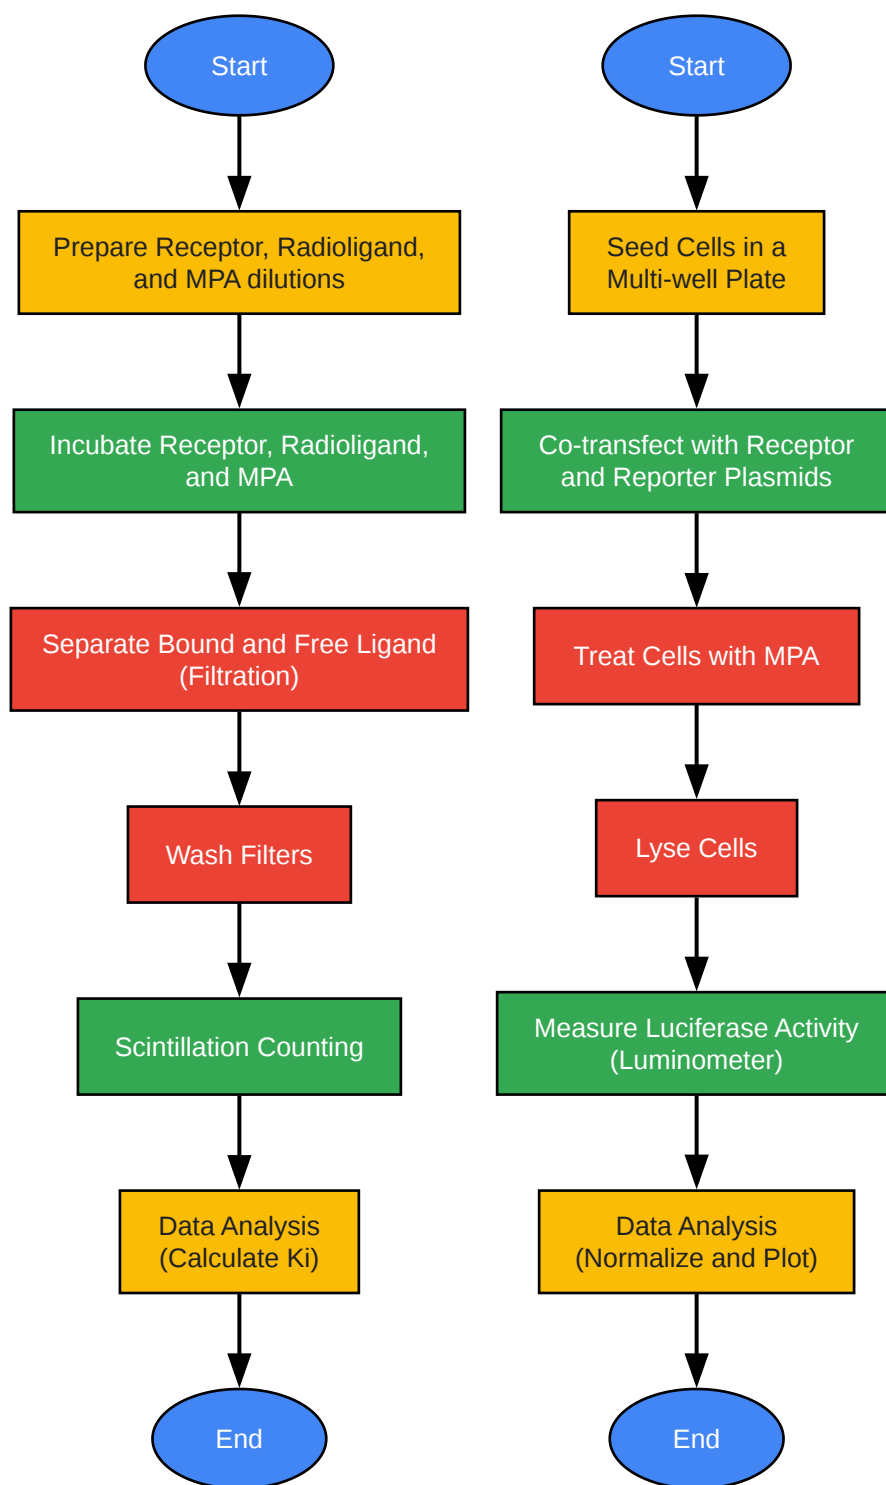 Start
Prepare Receptor, Radioligand,
and MPA dilutions
Incubate Receptor, Radioligand,
and MPA
Separate Bound and Free Ligand
(Filtration)
Wash Filters
Scintillation Counting
Data Analysis
(Calculate Ki)
End
Start
Seed Cells in a
Multi-well Plate
Co-transfect with Receptor
and Reporter Plasmids
Treat Cells with MPA
Lyse Cells
Measure Luciferase Activity
(Luminometer)
Data Analysis
(Normalize and Plot)
End